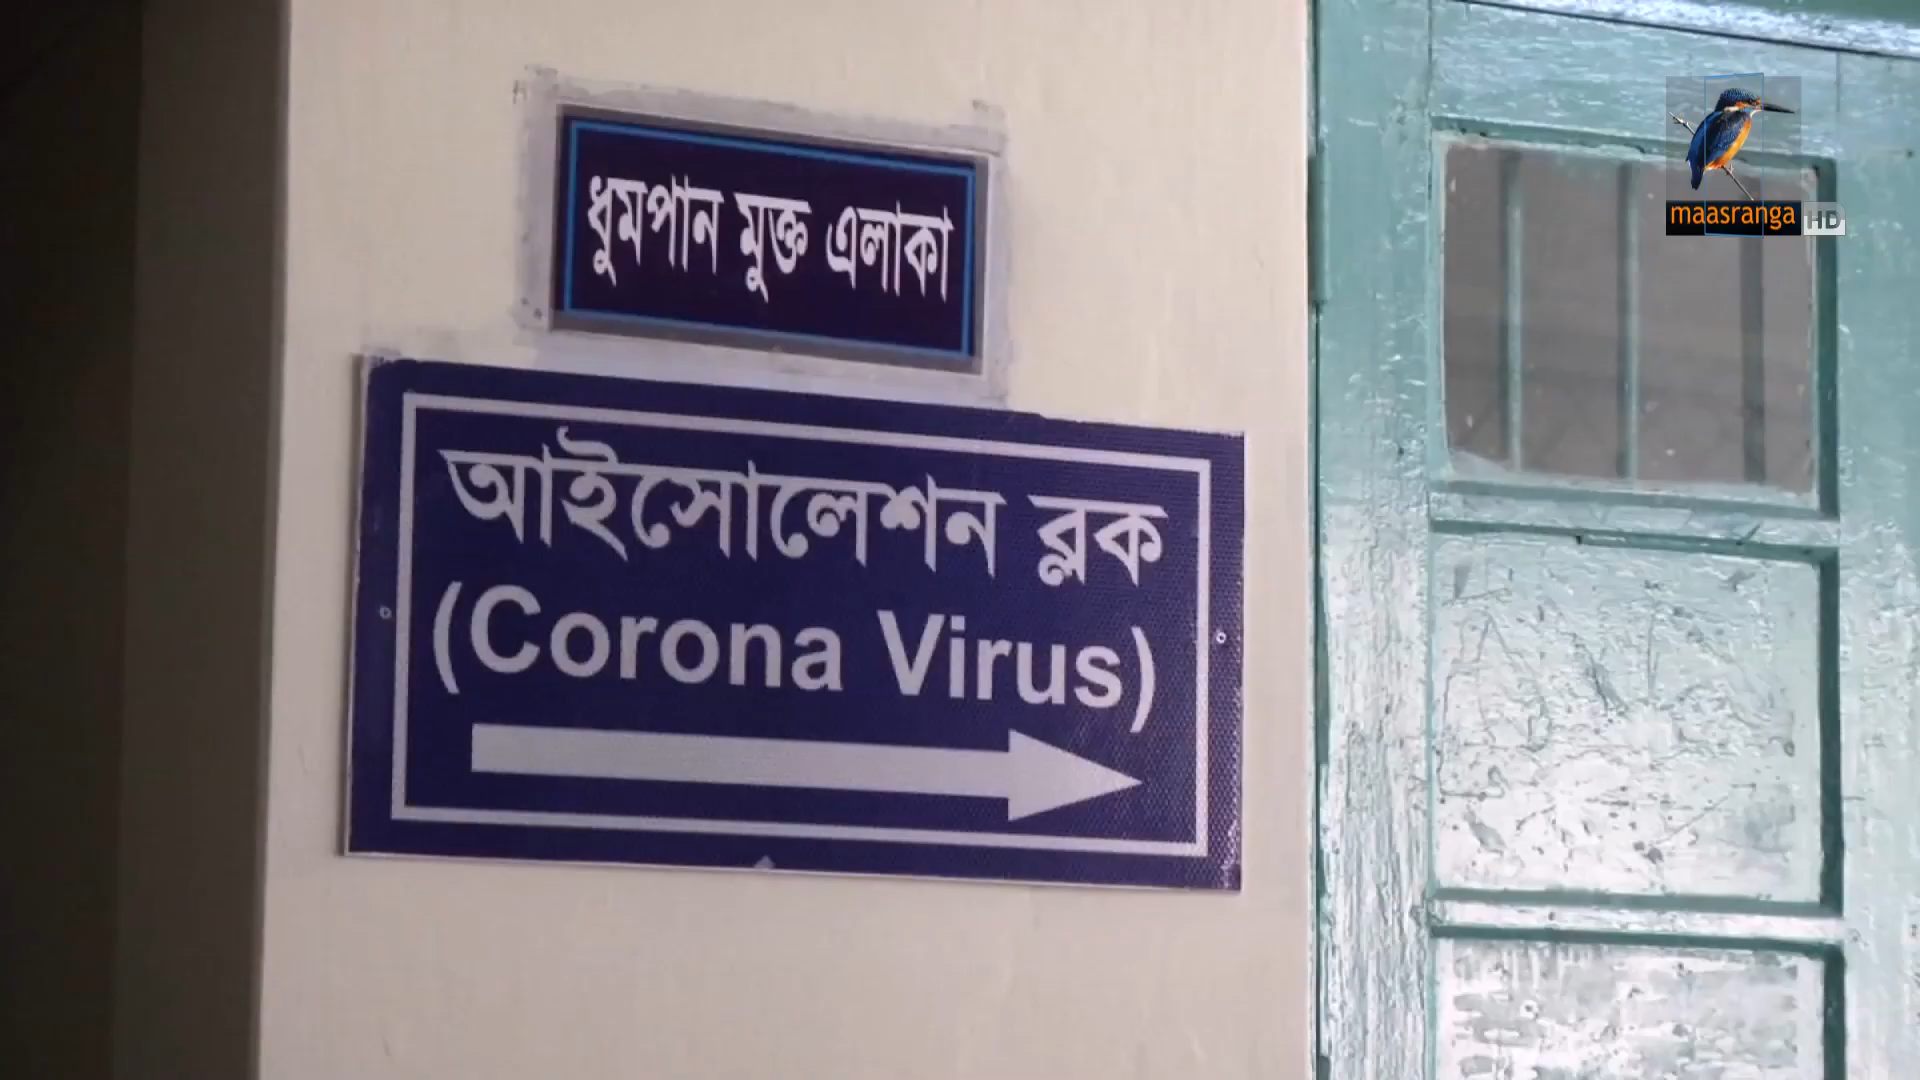 ধুমপান মুক্ত এলাকা
আইসোলেশন ব্লক
(Corona Virus)
maasranga HD